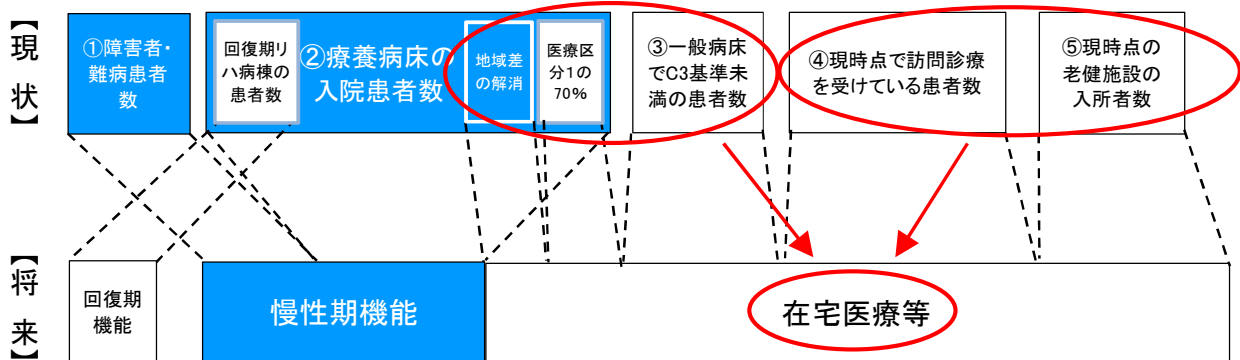 【現状】
①障害者・
難病患者
数
回復期リ
ハ病棟の
患者数
②療養病床の
入院患者数
地域差
の解消
医療区
分1の
70%
③一般病床
でC3基準未
満の患者数
④現時点で訪問診療
を受けている患者数
⑤現時点の
老健施設の
入所者数
【将来】
回復期
機能
慢性期機能
在宅医療等